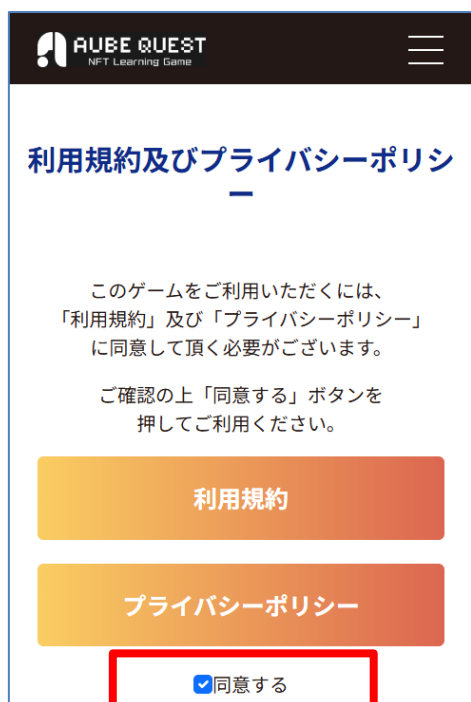 AUBE QUEST
NFT Learning Game
利用規約及びプライバシーポリシ
ー
このゲームをご利用いただくには、
「利用規約」及び「プライバシーポリシー」
に同意して頂く必要がございます。
ご確認の上「同意する」ボタンを
押してご利用ください。
利用規約
プライバシーポリシー
同意する